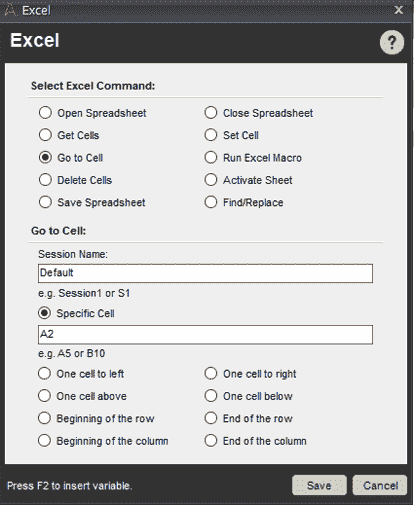 Excel
Excel
?
Select Excel Command:
Open Spreadsheet Close Spreadsheet
Get Cells Set Cell
Go to Cell Run Excel Macro
Delete Cells Activate Sheet
Save Spreadsheet Find/Replace
Go to Cell:
Session Name:
Default
e.g. Session1 or S1
Specific Cell
A2
e.g. A5 or B10
One cell to left One cell to right
One cell above One cell below
Beginning of the row End of the row
Beginning of the column End of the column
Press F2 to insert variable. Save Cancel